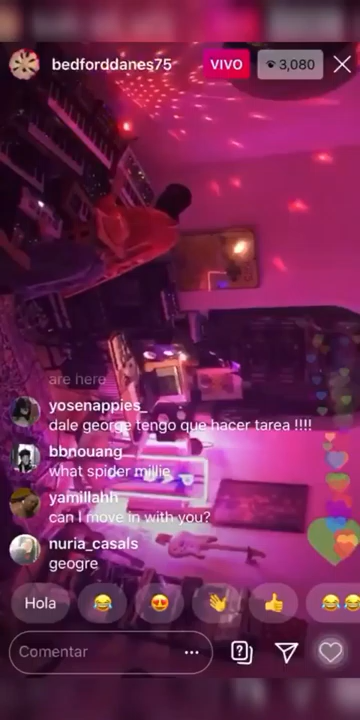 bedforddanes75
VIVO
3,080
are here
yosenappies_
dale george tengo que hacer tarea !!!!
bbnouang_
what spider millie
yamillahh
can I move in with you?
nuria_casals
geogre
Hola
Comentar